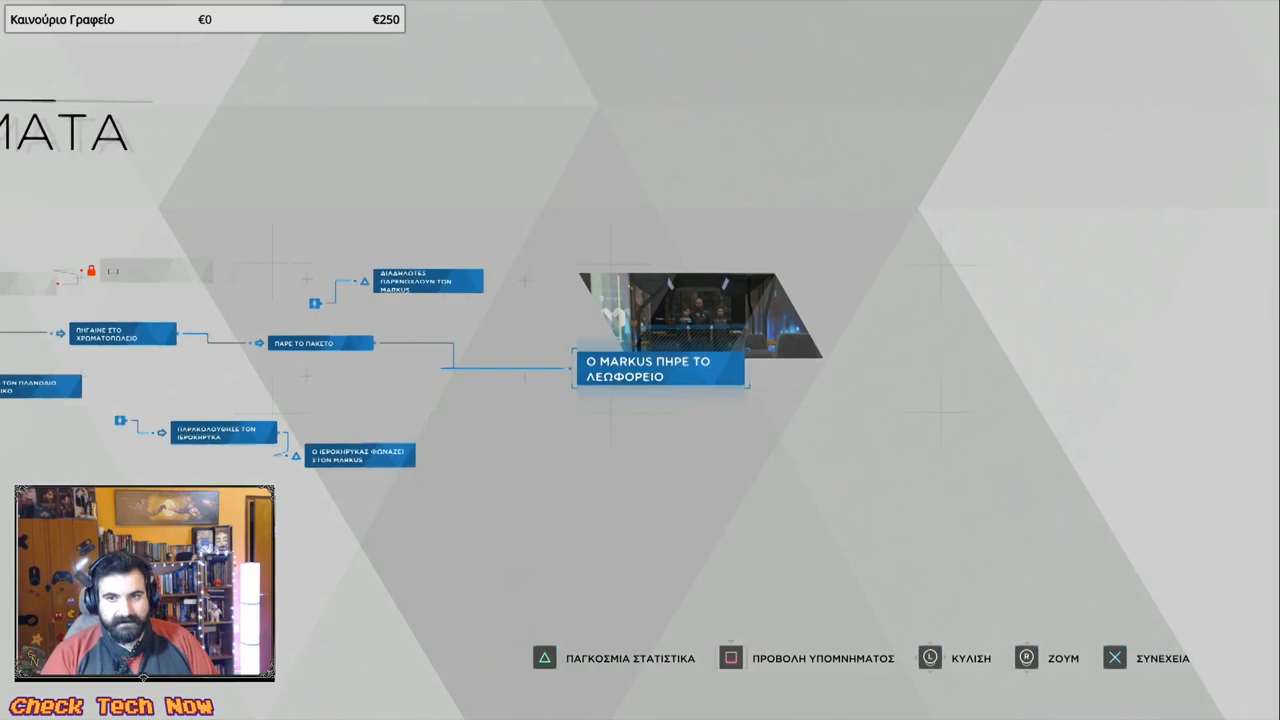 Καινούριο Γραφείο €0 €250
ΜΑΤΑ
[...]
ΔΙΑΔΗΛΩΤΕΣ
ΠΑΡΕΝΟΧΛΟΥΝ ΤΟΝ
MARKUS
ΠΗΓΑΙΝΕ ΣΤΟ
ΧΡΩΜΑΤΟΠΩΛΕΙΟ
ΠΑΡΕ ΤΟ ΠΑΚΕΤΟ
Ο MARKUS ΠΗΡΕ ΤΟ
ΛΕΩΦΟΡΕΙΟ
ΤΟΝ ΠΛΑΝΟΔΙΟ
ΙΚΟ
ΠΑΡΑΚΟΛΟΥΘΗΣΕ ΤΟΝ
ΙΕΡΟΚΗΡΥΚΑ
Ο ΙΕΡΟΚΗΡΥΚΑΣ ΦΩΝΑΖΕΙ
ΣΤΟΝ MARKUS
ΠΑΓΚΟΣΜΙΑ ΣΤΑΤΙΣΤΙΚΑ
ΠΡΟΒΟΛΗ ΥΠΟΜΝΗΜΑΤΟΣ
L ΚΥΛΙΣΗ
R ΖΟΥΜ
ΣΥΝΕΧΕΙΑ
Check Tech Now